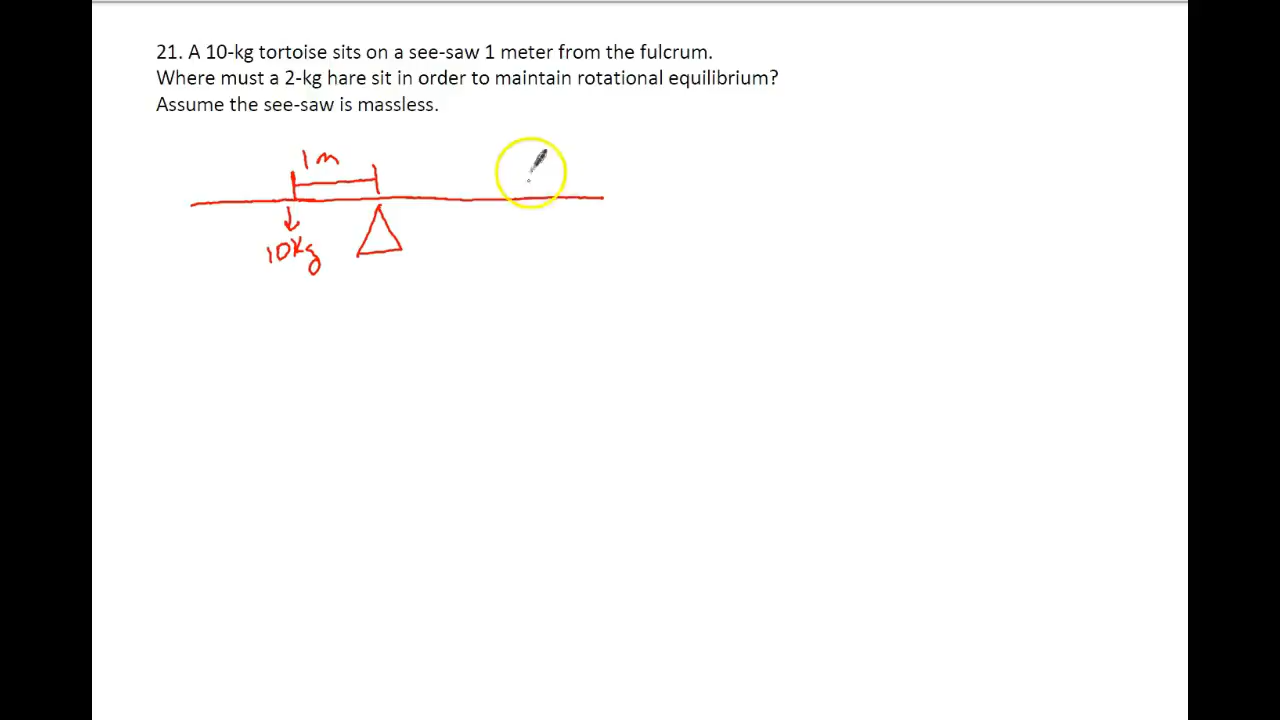 21. A 10-kg tortoise sits on a see-saw 1 meter from the fulcrum.
Where must a 2-kg hare sit in order to maintain rotational equilibrium?
Assume the see-saw is massless.
1 m
10kg